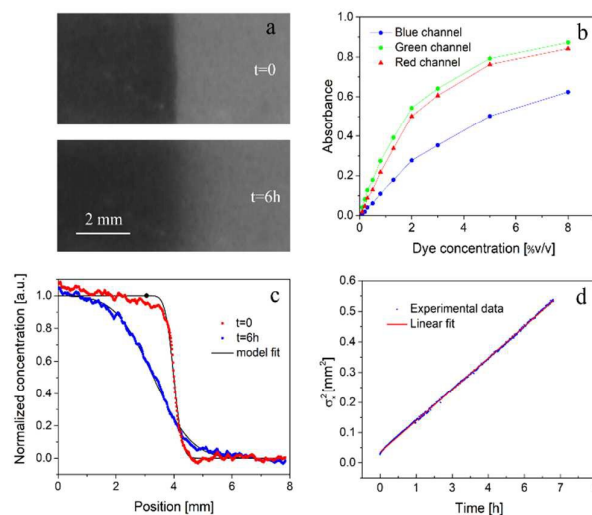 a
t=0
t=6h
2 mm
b
Blue channel
Green channel
Red channel
Absorbance
1.0
0.8
0.6
0.4
0.2
0.0
0 2 4 6 8
Dye concentration [%v/v]
c
t=0
t=6h
model fit
Normalized concentration [a.u.]
1.0
0.8
0.6
0.4
0.2
0.0
0 2 4 6 8
Position [mm]
d
Experimental data
Linear fit
[mm²]
0.6
0.5
0.4
0.3
0.2
0.1
0.0
0 1 2 3 5 6 7
Time [h]